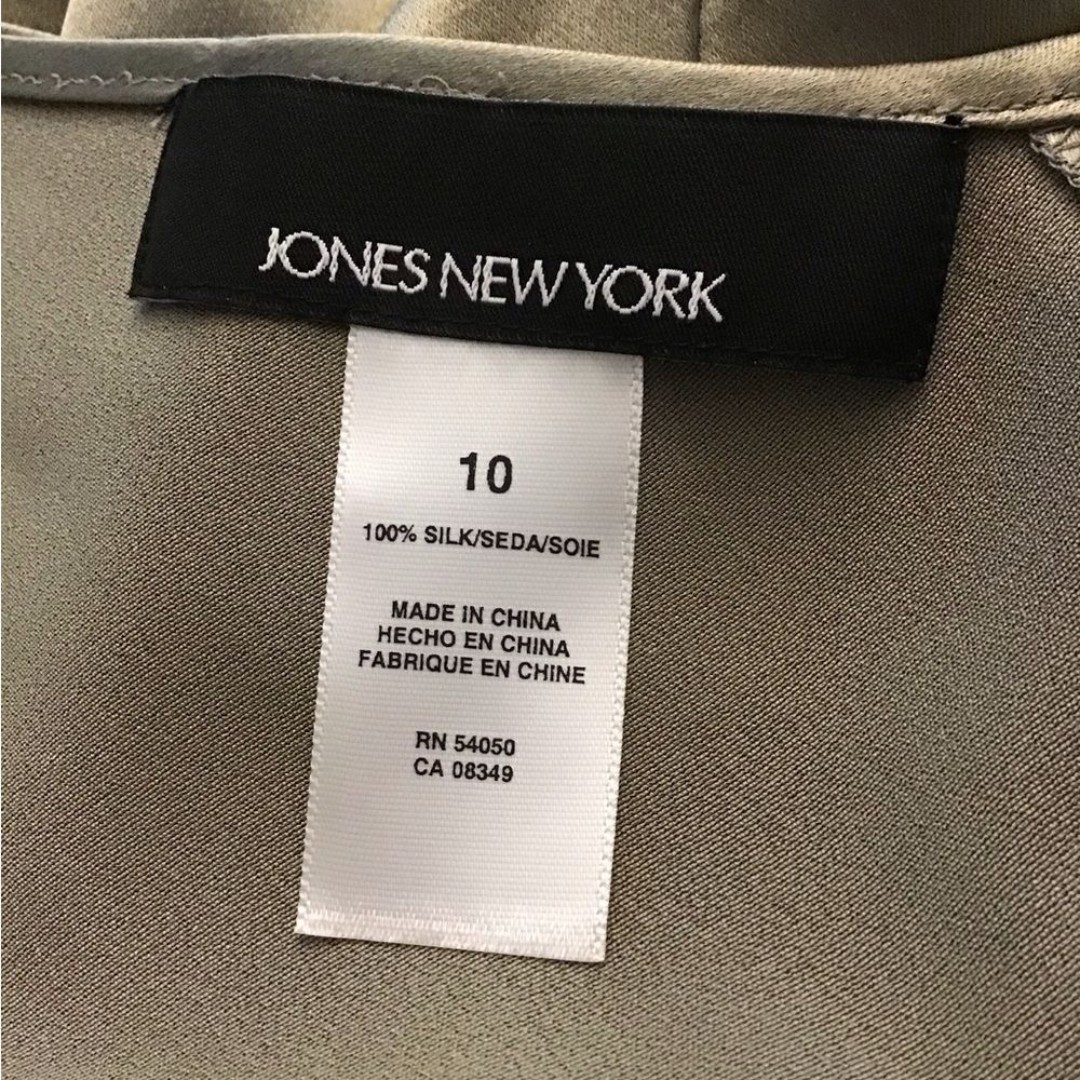 JONES NEW YORK
10
100% SILK/SEDA/SOIE
MADE IN CHINA
HECHO EN CHINA
FABRIQUE EN CHINE
RN 54050
CA 08349